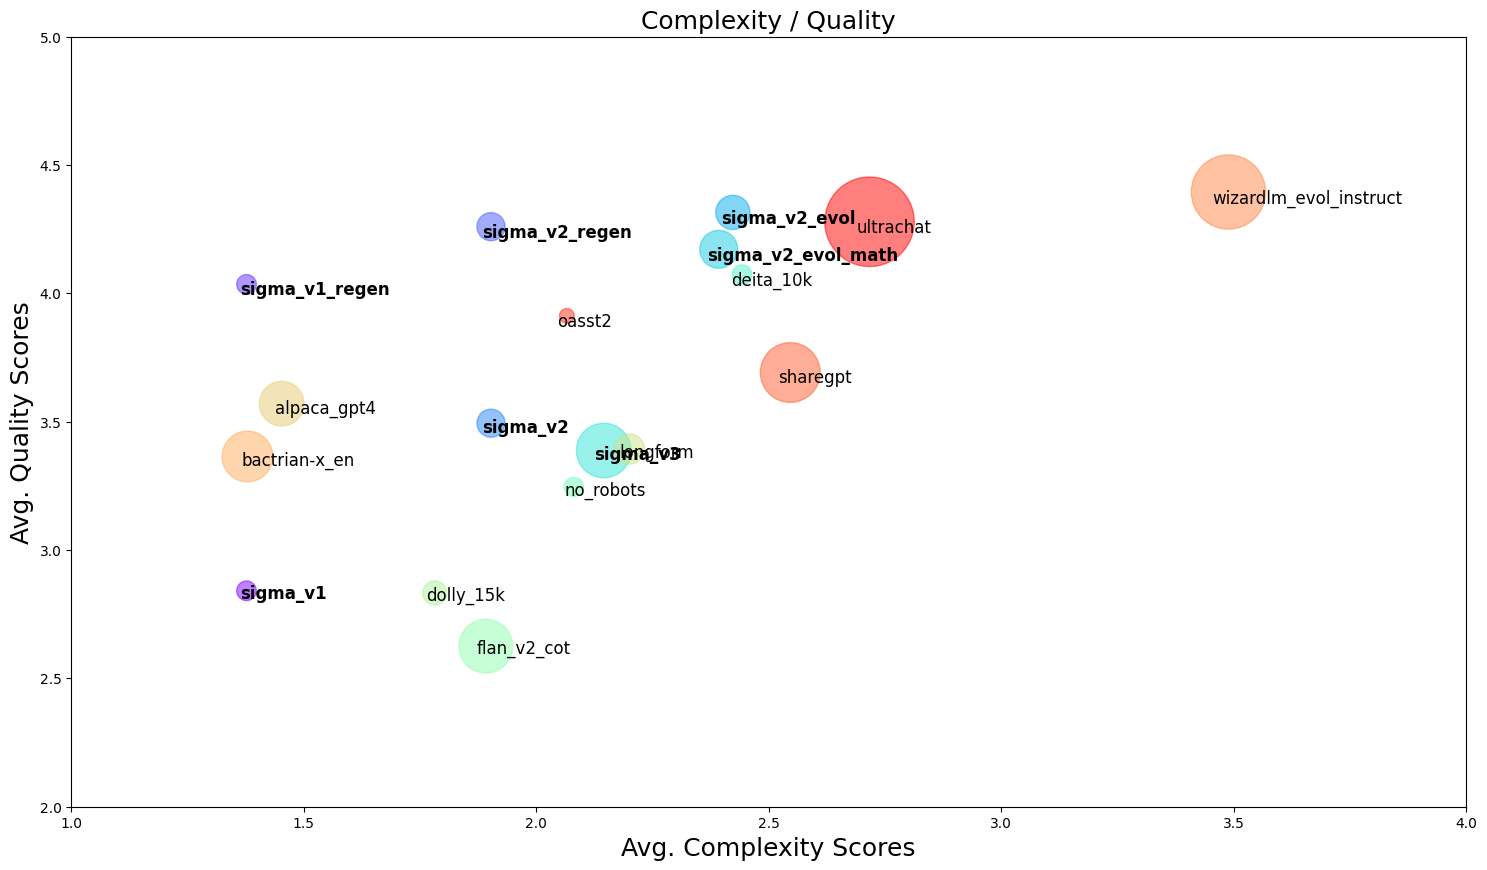 Complexity / Quality
5.0
4.5
4.0
3.5
3.0
2.5
2.0
Avg. Quality Scores
wizardlm_evol_instruct
sigma_v2_evol
ultrachat
sigma_v2_regen
sigma_v2_evol_math
deita_10k
sigma_v1_regen
oasst2
sharegpt
alpaca_gpt4
sigma_v2
longform
sigma_v3
bactrian-x_en
no_robots
sigma_v1
dolly_15k
flan_v2_cot
1.0
1.5
2.0
2.5
3.0
3.5
4.0
Avg. Complexity Scores